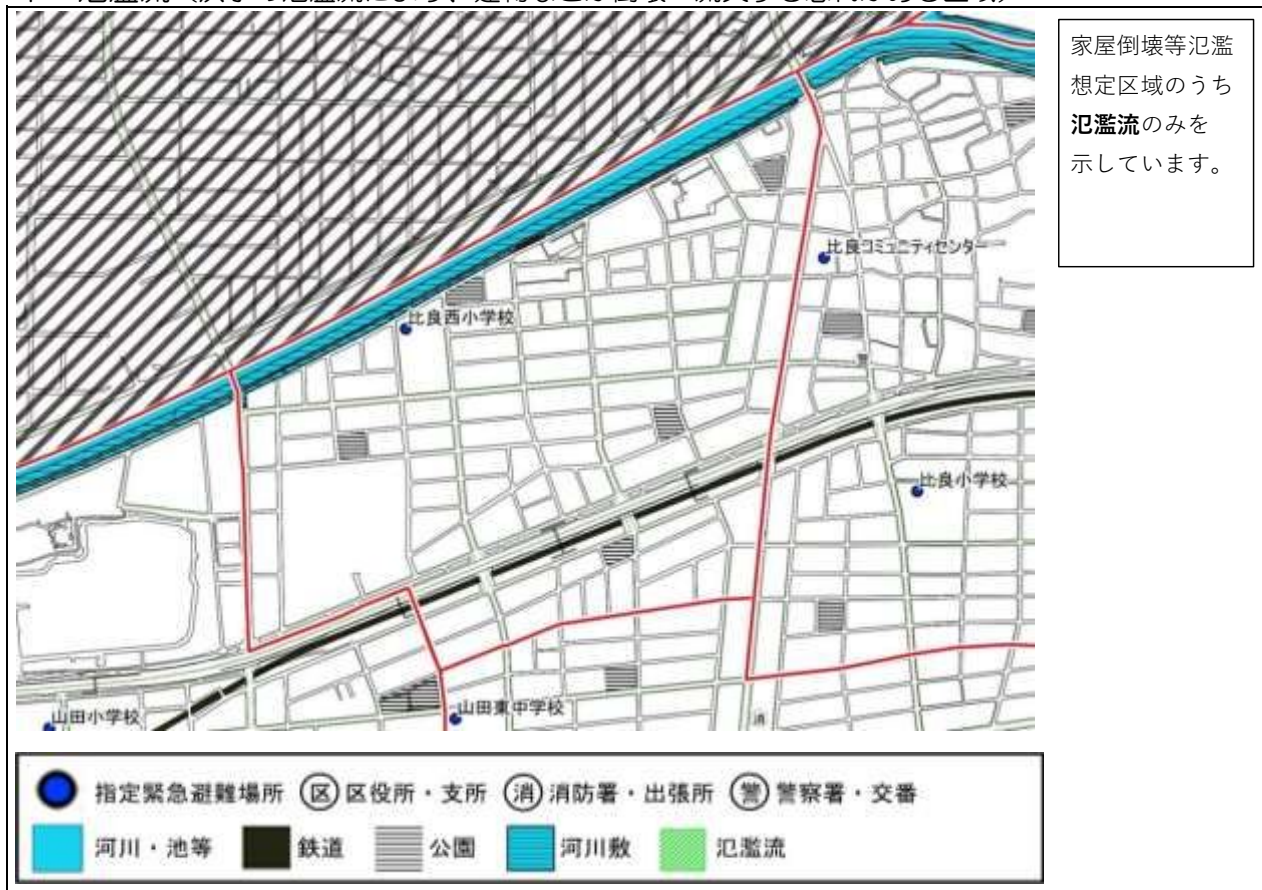 家屋倒壊等氾濫
想定区域のうち
氾濫流のみを
示しています。
比良コミュニティセンター
比良西小学校
比良小学校
山田小学校
山田東中学校
消
指定緊急避難場所 区 区役所・支所 消 消防署・出張所 警 警察署・交番
河川・池等 鉄道 公園 河川敷 氾濫流